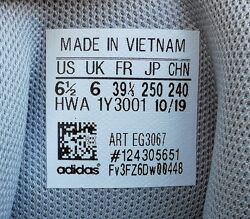 MADE IN VIETNAM
US UK FR JP CHN
6½ 6 39⅓ 250 240
HWA 1Y3001 10/19
ART EG3067
#124305651
adidas Fv3FZ6Dw00448